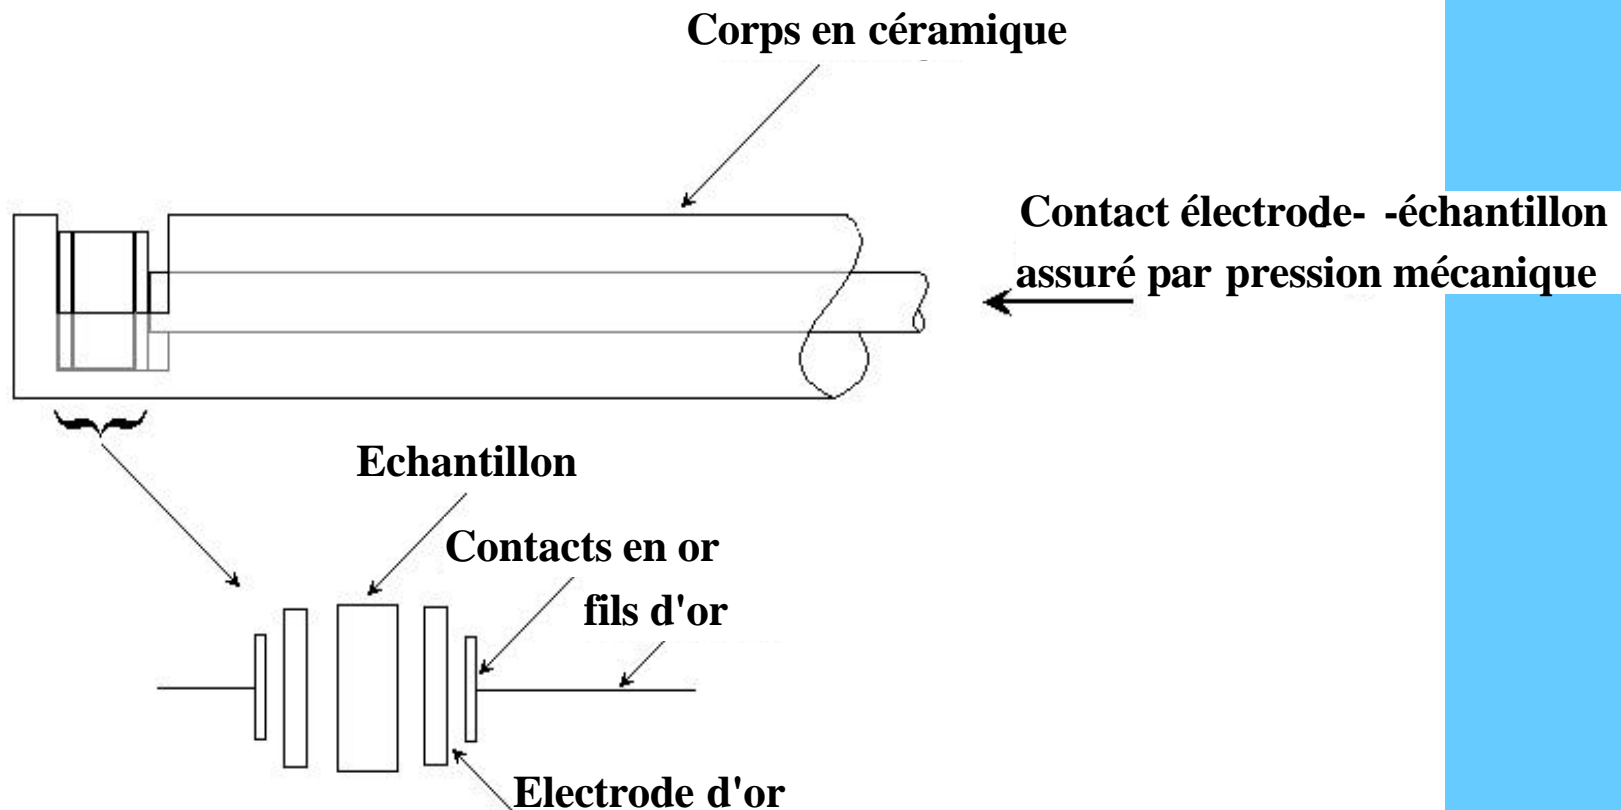 Corps en céramique
Contact électrode- -échantillon
assuré par pression mécanique
Echantillon
Contacts en or
fils d'or
Electrode d'or